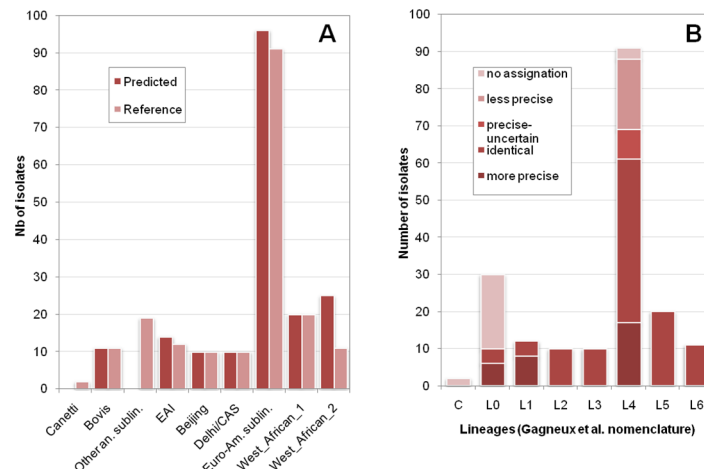 A
Nb of isolates
100
90
80
70
60
50
40
30
20
10
0
Predicted
Reference
Canetti
Bovis
Other an. sublin.
EAI
Beijing
Delhi/CAS
Euro-Am. sublin.
West_African_1
West_African_2
B
Number of isolates
100
90
80
70
60
50
40
30
20
10
0
no assignation
less precise
precise-
uncertain
identical
more precise
C L0 L1 L2 L3 L4 L5 L6
Lineages (Gagneux et al. nomenclature)